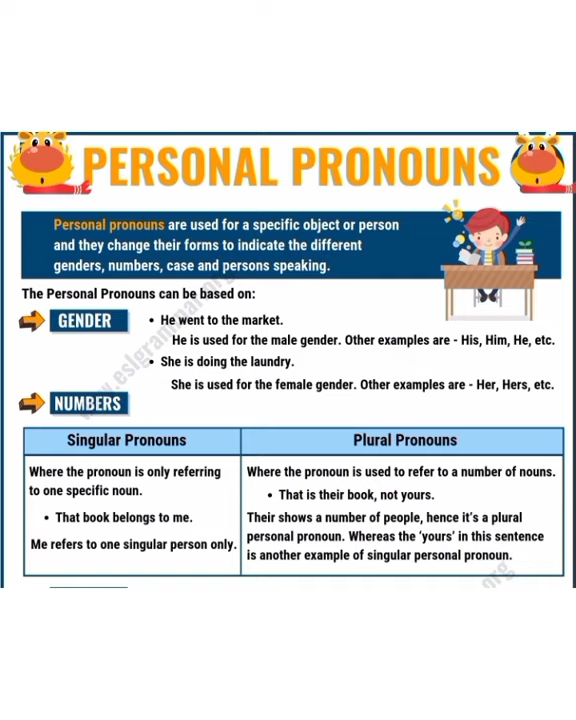 PERSONAL PRONOUNS
Personal pronouns are used for a specific object or person
and they change their forms to indicate the different
genders, numbers, case and persons speaking.
The Personal Pronouns can be based on:
GENDER
• He went to the market.
He is used for the male gender. Other examples are - His, Him, He, etc.
• She is doing the laundry.
She is used for the female gender. Other examples are - Her, Hers, etc.
NUMBERS
Singular Pronouns
Where the pronoun is only referring
to one specific noun.
• That book belongs to me.
Me refers to one singular person only.
Plural Pronouns
Where the pronoun is used to refer to a number of nouns.
• That is their book, not yours.
Their shows a number of people, hence it's a plural
personal pronoun. Whereas the 'yours' in this sentence
is another example of singular personal pronoun.
www.eslgrammar.org